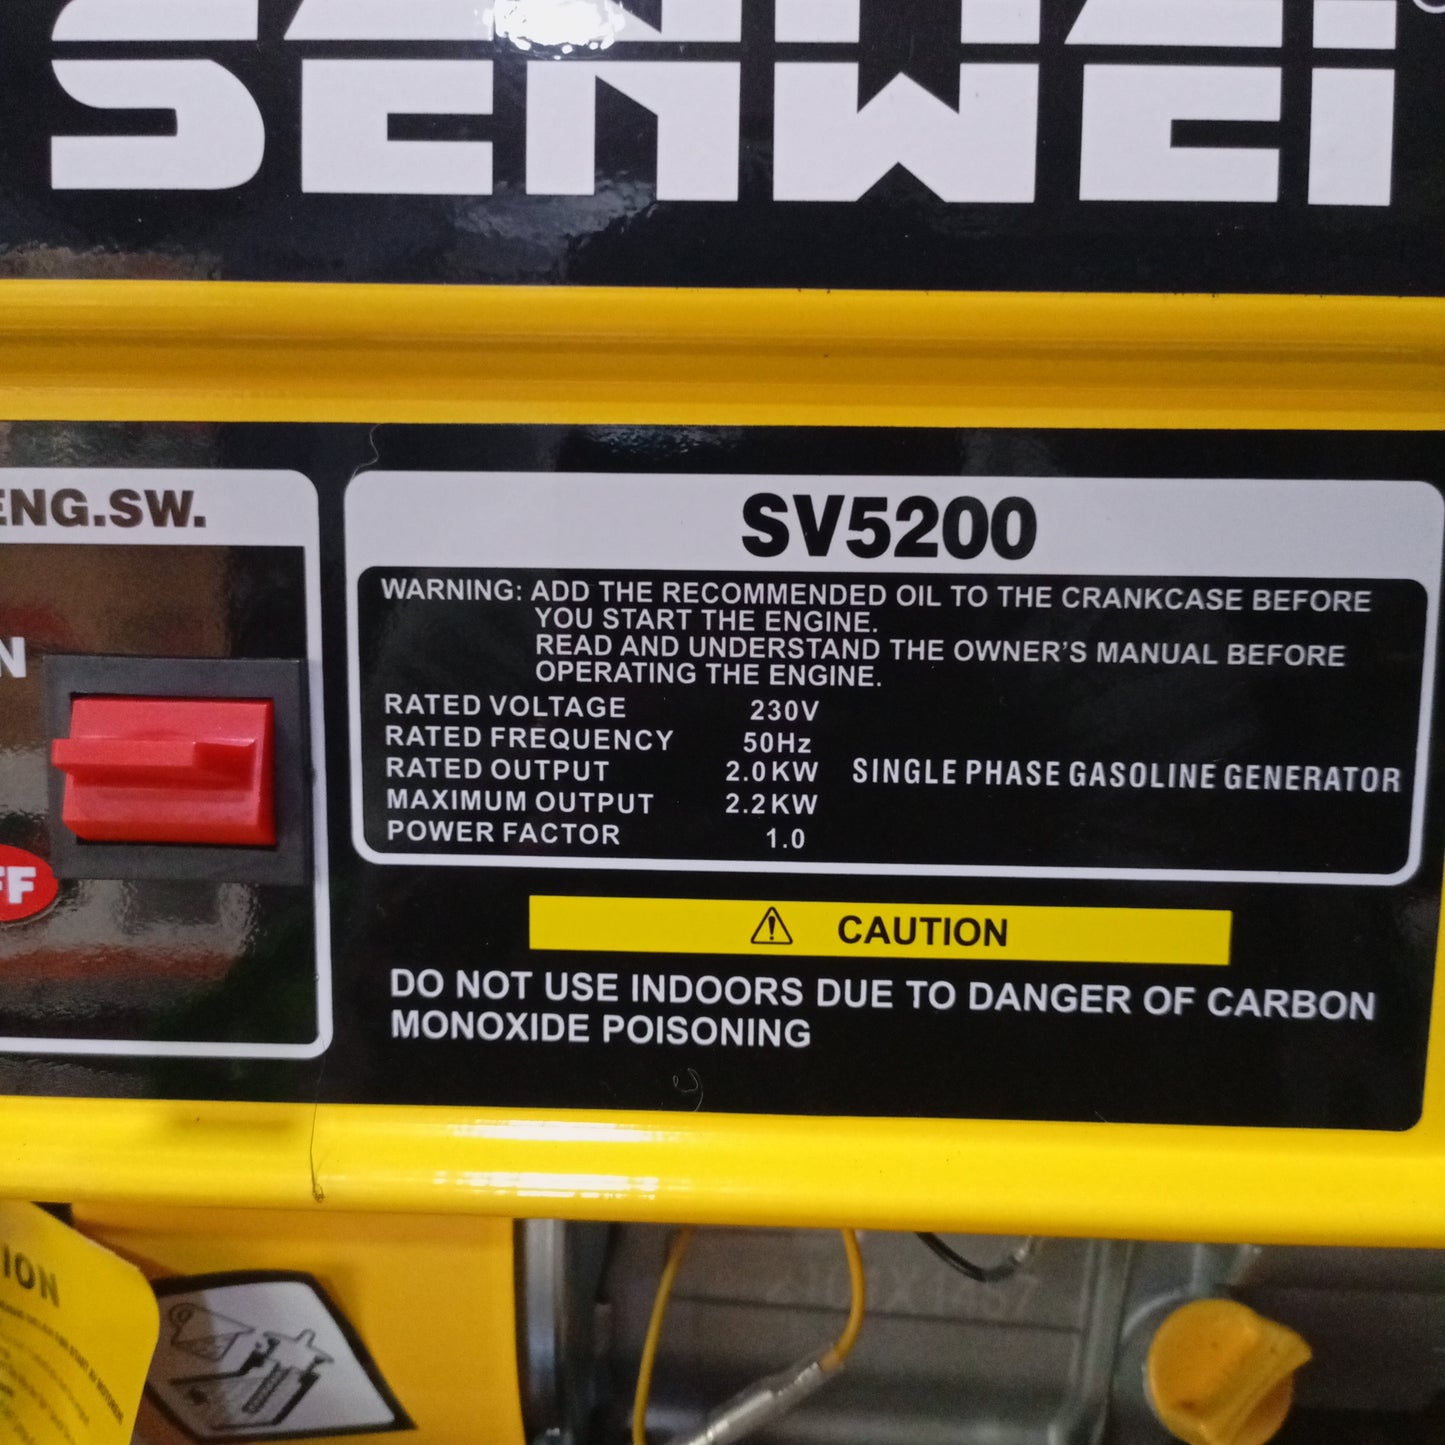 SENWEI
ENG.SW.
SV5200
WARNING: ADD THE RECOMMENDED OIL TO THE CRANKCASE BEFORE
YOU START THE ENGINE.
READ AND UNDERSTAND THE OWNER'S MANUAL BEFORE
OPERATING THE ENGINE.
RATED VOLTAGE 230V
RATED FREQUENCY 50Hz
RATED OUTPUT 2.0KW
SINGLE PHASE GASOLINE GENERATOR
MAXIMUM OUTPUT 2.2KW
POWER FACTOR 1.0
CAUTION
DO NOT USE INDOORS DUE TO DANGER OF CARBON
MONOXIDE POISONING